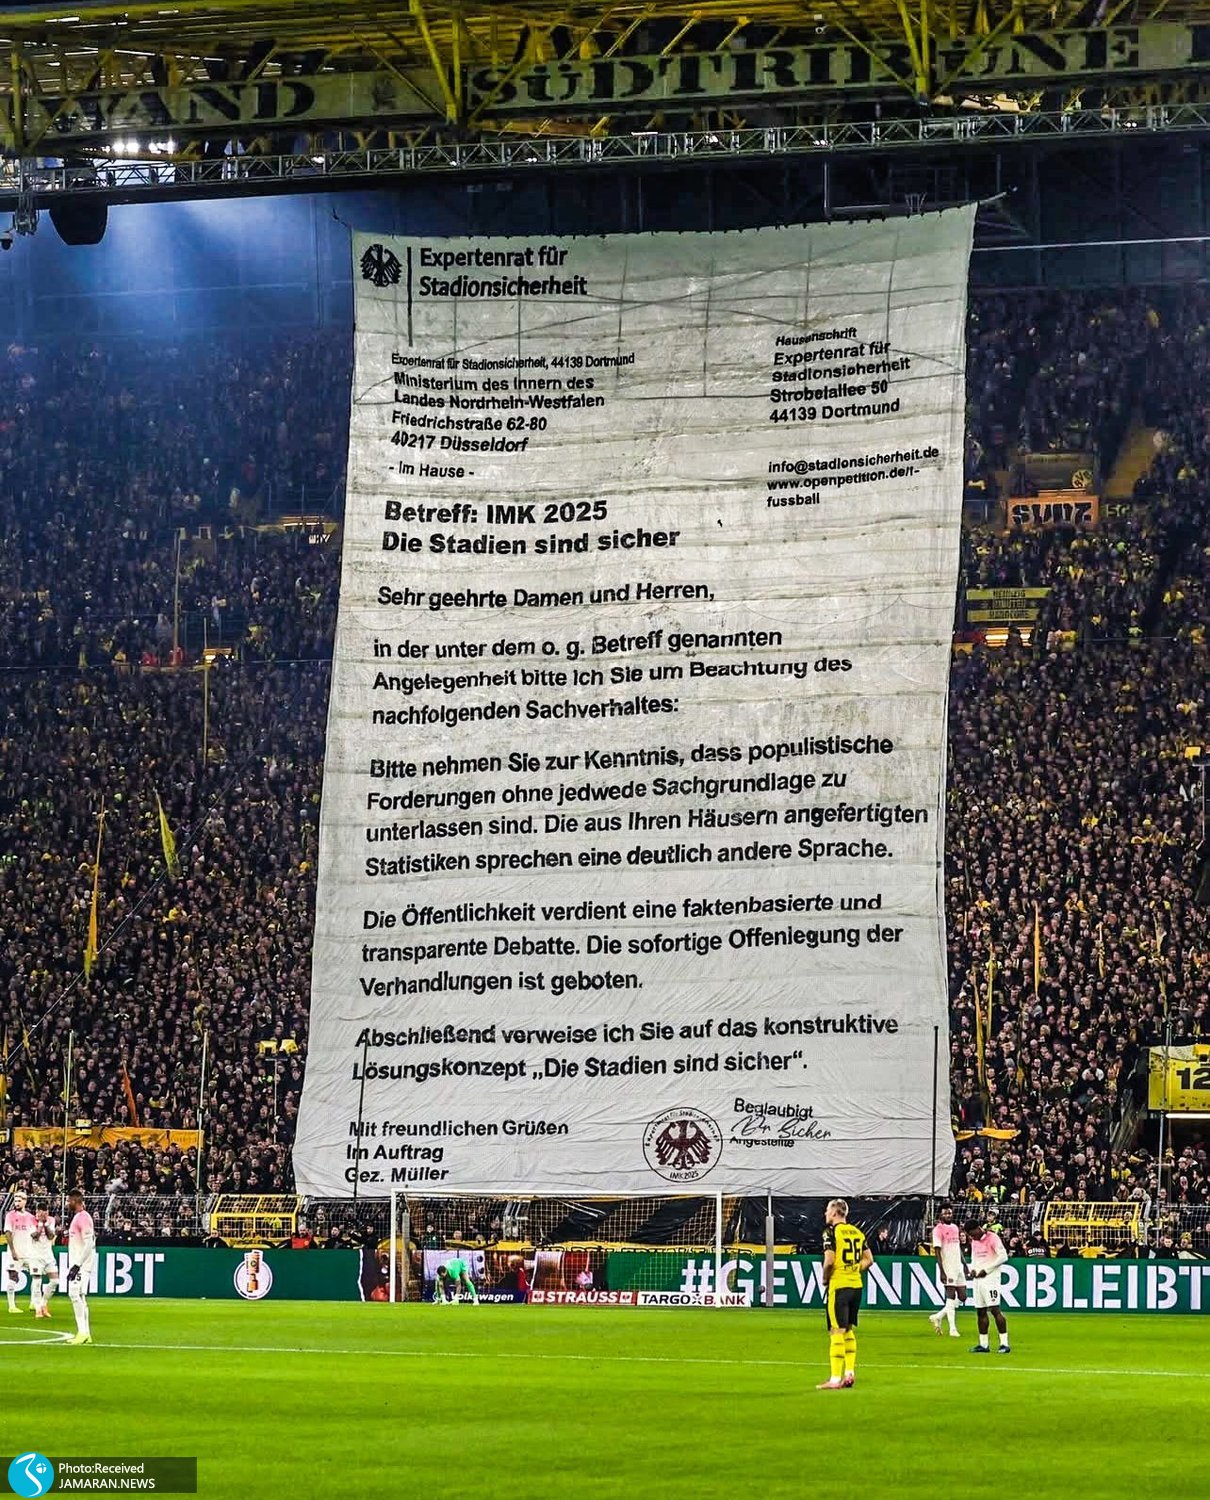 WAND SÜDTRIBÜNE
Expertenrat für
Stadionsicherheit
Expertenrat für Stadionsicherheit, 44139 Dortmund
Ministerium des Innern des
Landes Nordrhein-Westfalen
Friedrichstraße 62-80
40217 Düsseldorf
- Im Hause -
Hausanschrift
Expertenrat für
Stadionsicherheit
Strobelallee 50
44139 Dortmund
info@stadionsicherheit.de
www.openpetition.de/!-
fussball
Betreff: IMK 2025
Die Stadien sind sicher
Sehr geehrte Damen und Herren,
in der unter dem o. g. Betreff genannten
Angelegenheit bitte ich Sie um Beachtung des
nachfolgenden Sachverhaltes:
Bitte nehmen Sie zur Kenntnis, dass populistische
Forderungen ohne jedwede Sachgrundlage zu
unterlassen sind. Die aus Ihren Häusern angefertigten
Statistiken sprechen eine deutlich andere Sprache.
Die Öffentlichkeit verdient eine faktenbasierte und
transparente Debatte. Die sofortige Offenlegung der
Verhandlungen ist geboten.
Abschließend verweise ich Sie auf das konstruktive
Lösungskonzept „Die Stadien sind sicher“.
Mit freundlichen Grüßen
Im Auftrag
Gez. Müller
IMK 2025
Beglaubigt
Angestellte
12
26
19
#GEWINNERBLEIBT
Volkswagen
STRAUSS
TARGO BANK
Photo:Received
JAMARAN.NEWS